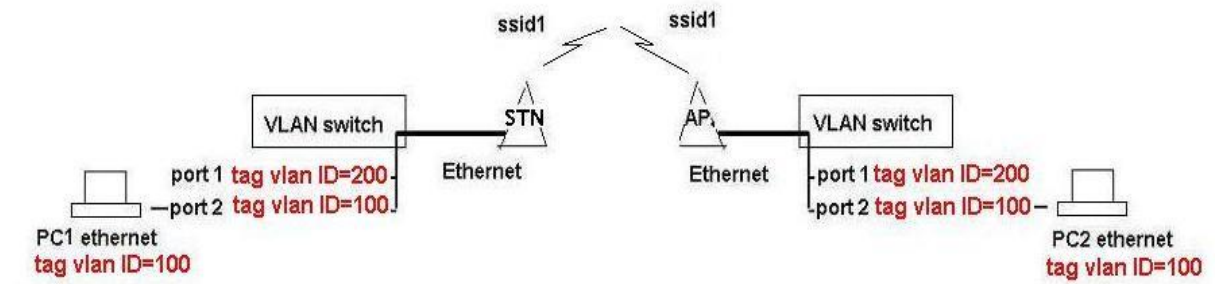 ssid1 ssid1
VLAN switch STN AP. VLAN switch
Ethernet Ethernet
port 1 tag vlan ID=200 port 1 tag vlan ID=200
port 2 tag vlan ID=100 port 2 tag vlan ID=100
PC1 ethernet PC2 ethernet
tag vlan ID=100 tag vlan ID=100